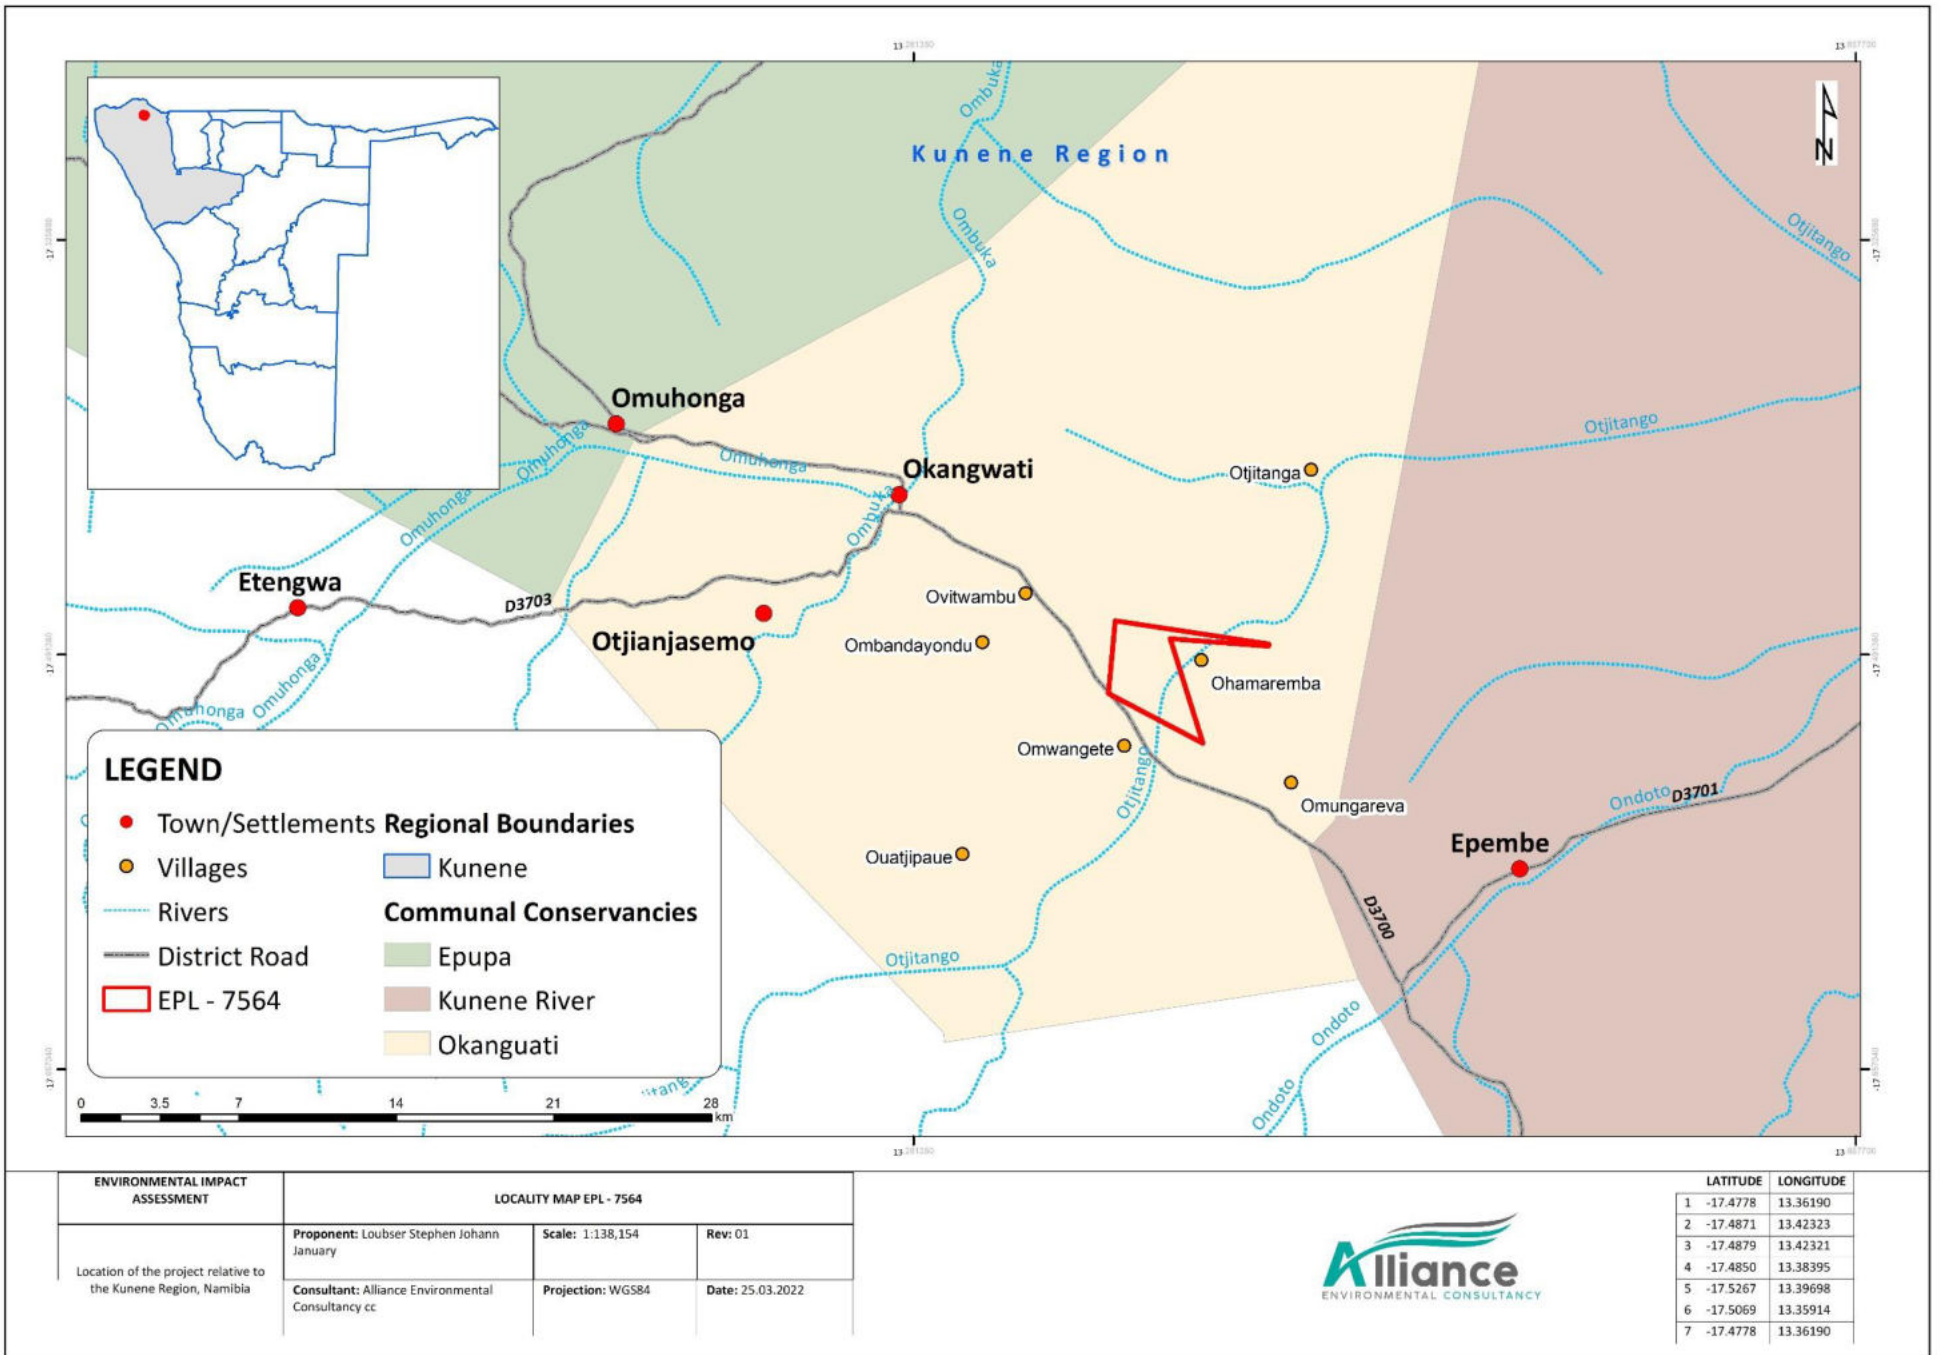 13.281380
13.667700
Ombuka
Kunene Region
Ombuka
Otjitango
N
Omuhonga
Omuhonga
Omuhonga
Otjitango
Okangwati
Otjitanga
Omuhonga
Ombuka
Etengwa
D3703
Ovitwambu
Otjianjasemo
Ombandayondu
Ohamaremba
Omuhonga
Omuhonga
Omwangete
Otjitango
Omungareva
Ondoto
D3701
Epembe
Ouatjipaue
D3700
Otjitango
Ondoto
Ondoto
LEGEND
Town/Settlements
Villages
Rivers
District Road
EPL - 7564
Regional Boundaries
Kunene
Communal Conservancies
Epupa
Kunene River
Okanguati
0 3.5 7 14 21 28
km
ENVIRONMENTAL IMPACT
ASSESSMENT
LOCALITY MAP EPL - 7564
Location of the project relative to
the Kunene Region, Namibia
Proponent: Loubser Stephen Johann
January
Scale: 1:138,154
Rev: 01
Consultant: Alliance Environmental
Consultancy cc
Projection: WGS84
Date: 25.03.2022
Alliance
ENVIRONMENTAL CONSULTANCY
LATITUDE LONGITUDE
1 -17.4778 13.36190
2 -17.4871 13.42323
3 -17.4879 13.42321
4 -17.4850 13.38395
5 -17.5267 13.39698
6 -17.5069 13.35914
7 -17.4778 13.36190